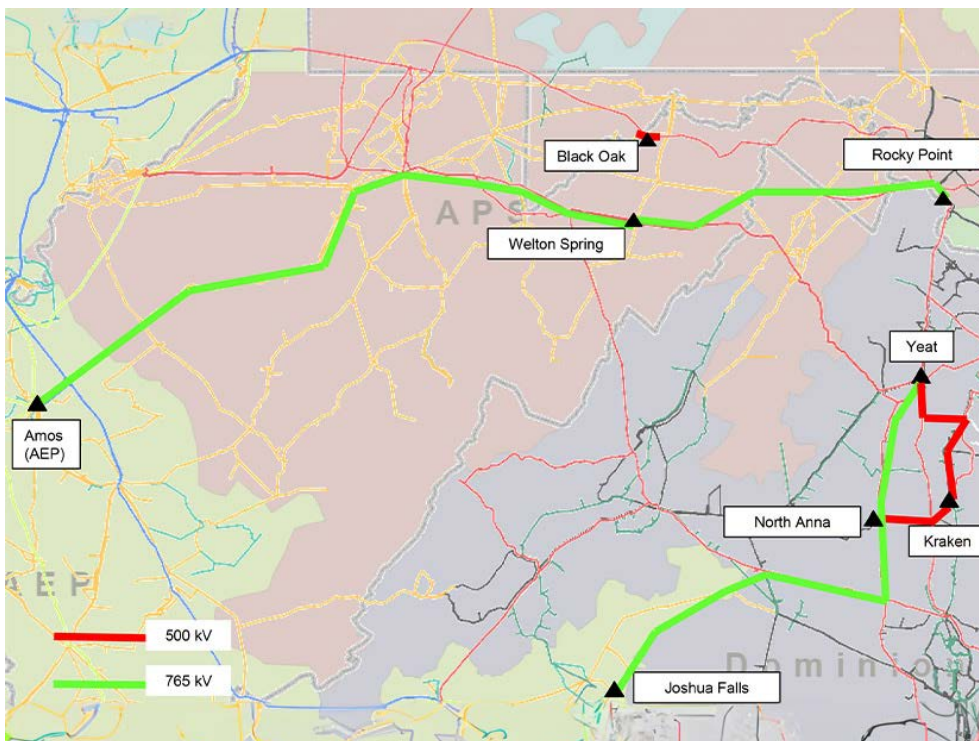 Black Oak
Rocky Point
APS
Welton Spring
Yeat
Amos
(AEP)
North Anna
Kraken
AEP
500 kV
765 kV
Joshua Falls
Dominion